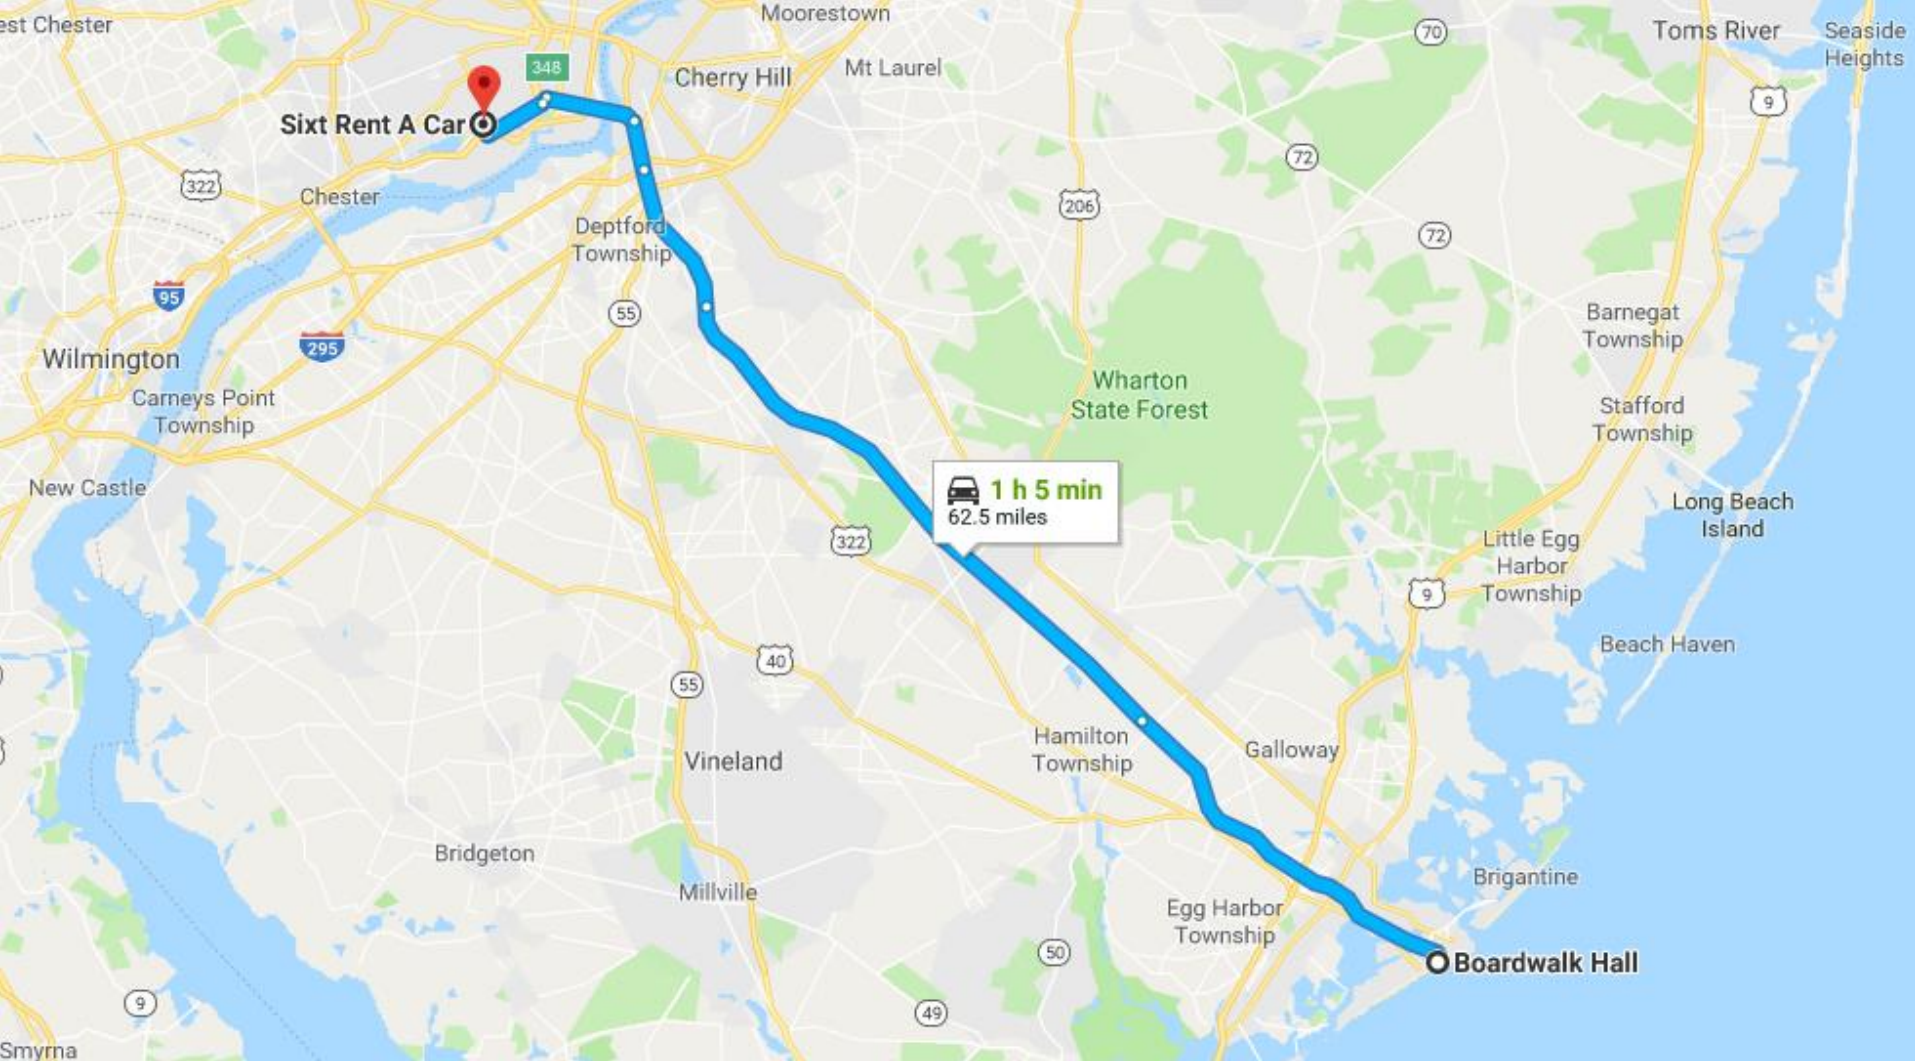 Moorestown
est Chester
70
Toms River
Seaside
Heights
348
Cherry Hill
Mt Laurel
9
Sixt Rent A Car
72
322
Chester
206
Deptford
Township
72
95
55
Barnegat
Township
295
Wilmington
Wharton
State Forest
Carneys Point
Township
Stafford
Township
New Castle
1 h 5 min
62.5 miles
Long Beach
Island
322
Little Egg
Harbor
Township
9
Beach Haven
40
55
Hamilton
Township
Galloway
Vineland
Bridgeton
Millville
Brigantine
Egg Harbor
Township
50
Boardwalk Hall
9
49
Smyrna